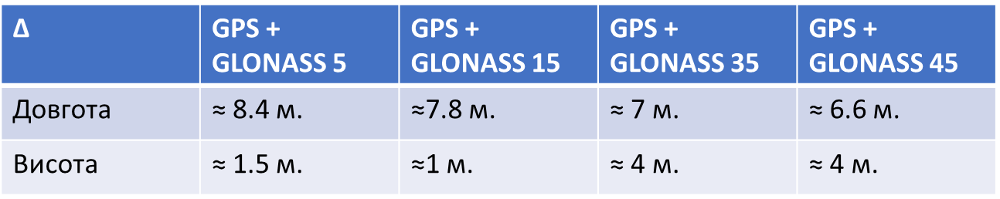 Δ GPS + GLONASS 5 GPS + GLONASS 15 GPS + GLONASS 35 GPS + GLONASS 45
Довгота ≈ 8.4 м. ≈7.8 м. ≈ 7 м. ≈ 6.6 м.
Висота ≈ 1.5 м. ≈1 м. ≈ 4 м. ≈ 4 м.